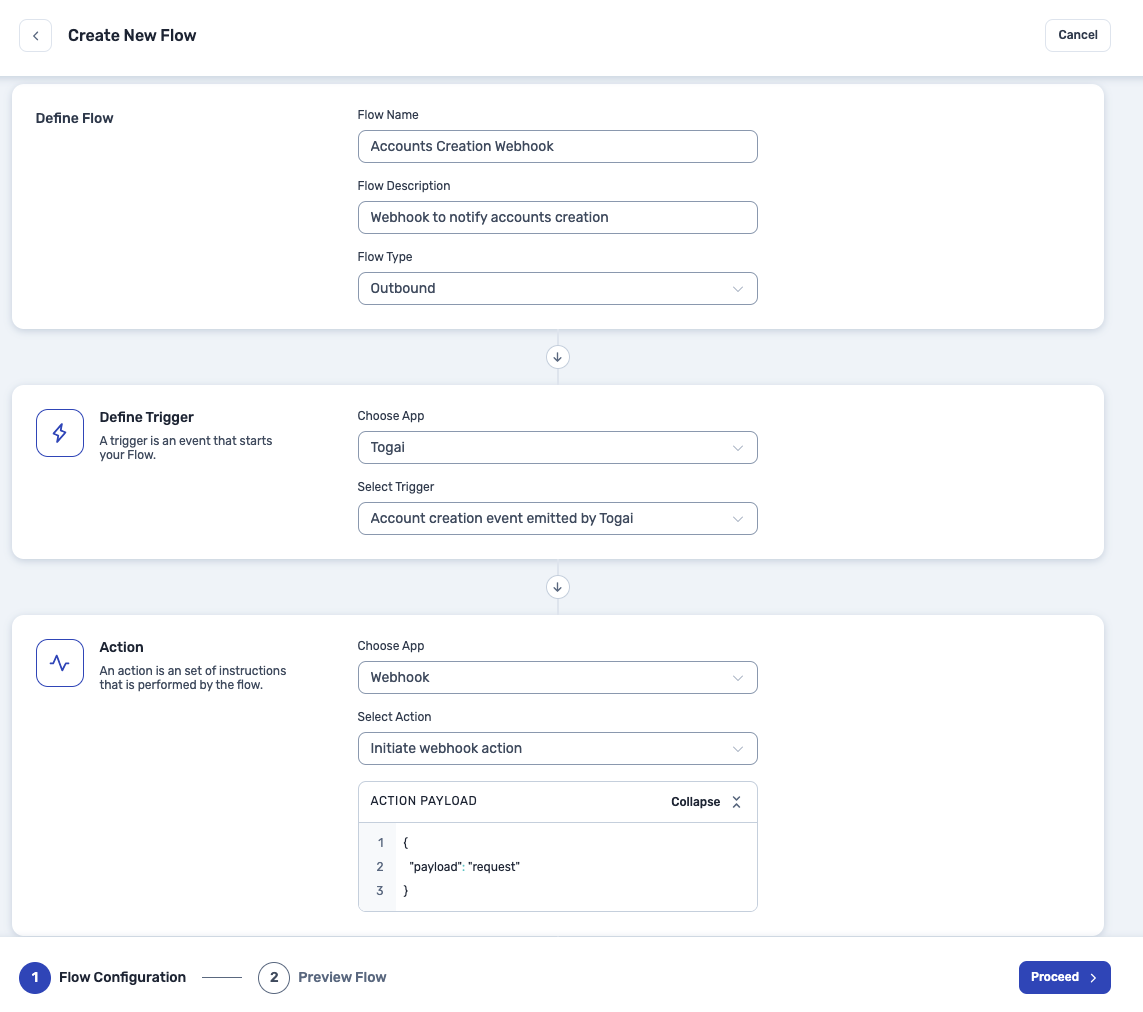 Create New Flow
Cancel
Define Flow
Flow Name
Accounts Creation Webhook
Flow Description
Webhook to notify accounts creation
Flow Type
Outbound
Define Trigger
A trigger is an event that starts
your Flow.
Choose App
Togai
Select Trigger
Account creation event emitted by Togai
Action
An action is an set of instructions
that is performed by the flow.
Choose App
Webhook
Select Action
Initiate webhook action
ACTION PAYLOAD
Collapse
1 {
2 "payload": "request"
3 }
1 Flow Configuration
2 Preview Flow
Proceed